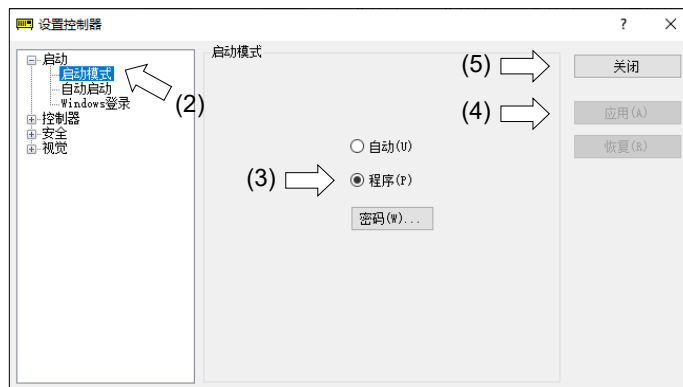 设置控制器
启动
启动模式
自动启动
Windows登录
控制器
安全
视觉
(2)
启动模式
自动(U)
(3)
程序(P)
密码(W)...
(5)
关闭
(4)
应用(A)
恢复(R)